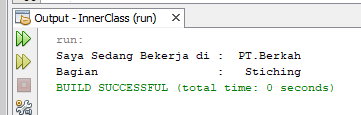 Output - InnerClass (run)
run:
Saya Sedang Bekerja di :  PT.Berkah
Bagian                 :  Stiching
BUILD SUCCESSFUL (total time: 0 seconds)